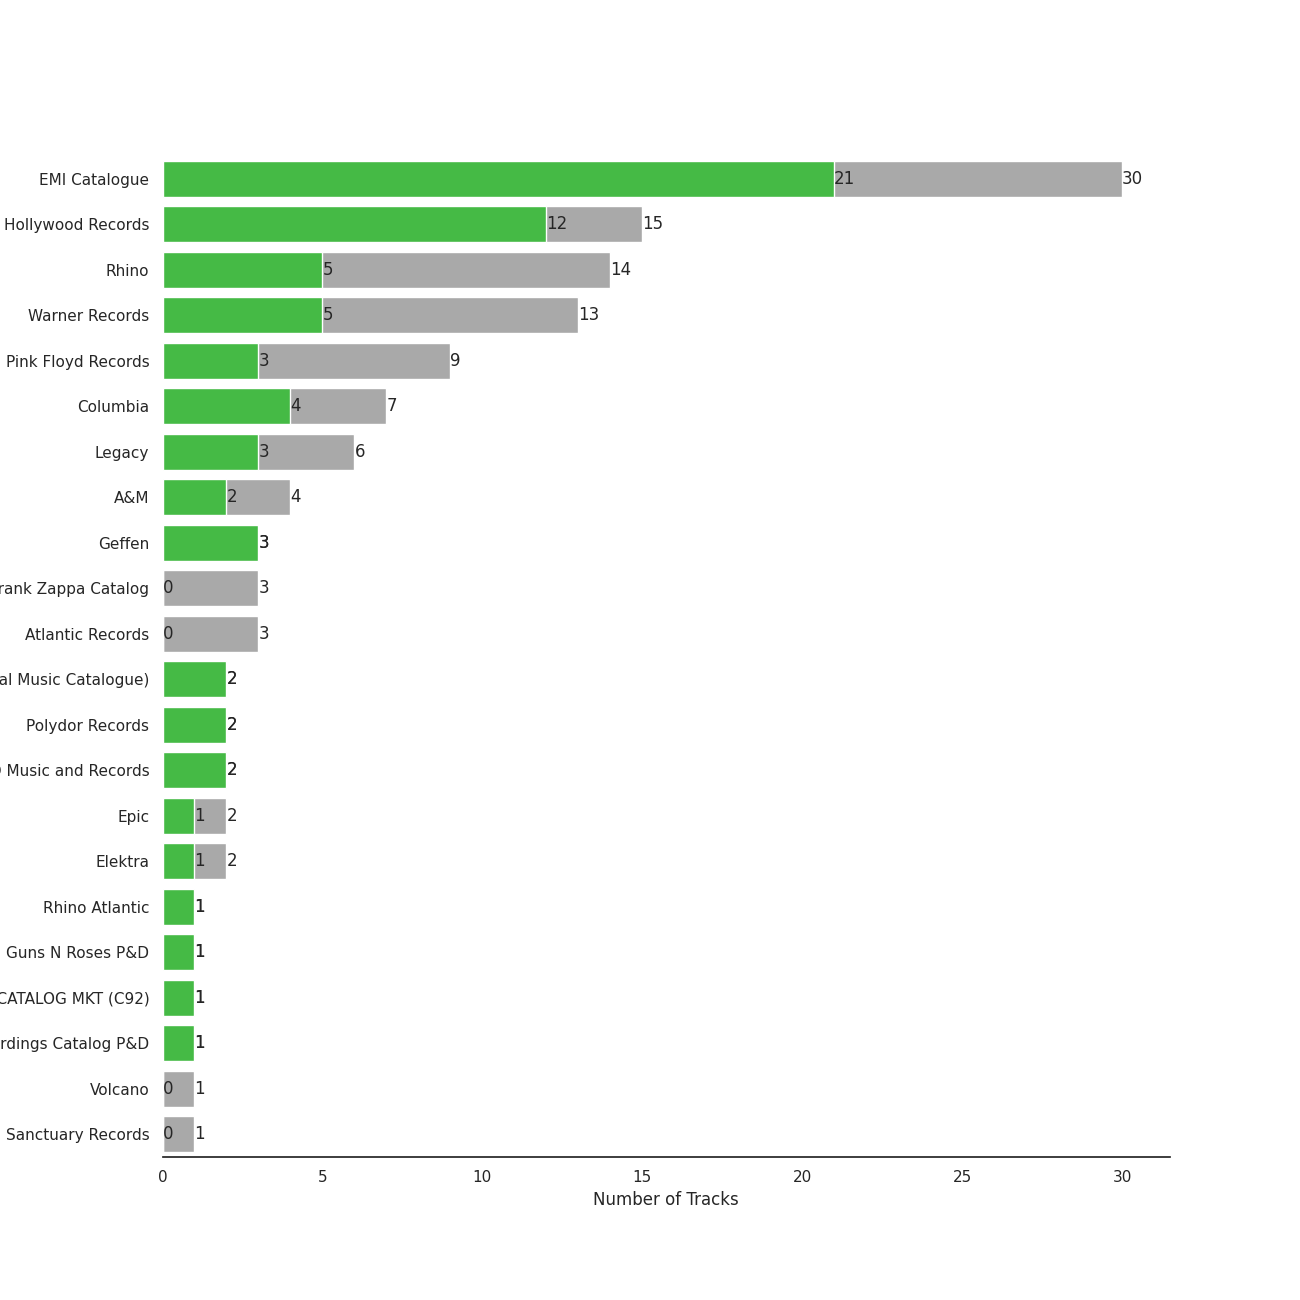 EMI Catalogue 21 30
Hollywood Records 12 15
Rhino 5 14
Warner Records 5 13
Pink Floyd Records 3 9
Columbia 4 7
Legacy 3 6
A&M 2 4
Geffen 3
rank Zappa Catalog 0 3
Atlantic Records 0 3
al Music Catalogue) 2
Polydor Records 2
Music and Records 2
Epic 1 2
Elektra 1 2
Rhino Atlantic 1
Guns N Roses P&D 1
CATALOG MKT (C92) 1
rdings Catalog P&D 1
Volcano 0 1
Sanctuary Records 0 1
0 5 10 15 20 25 30
Number of Tracks